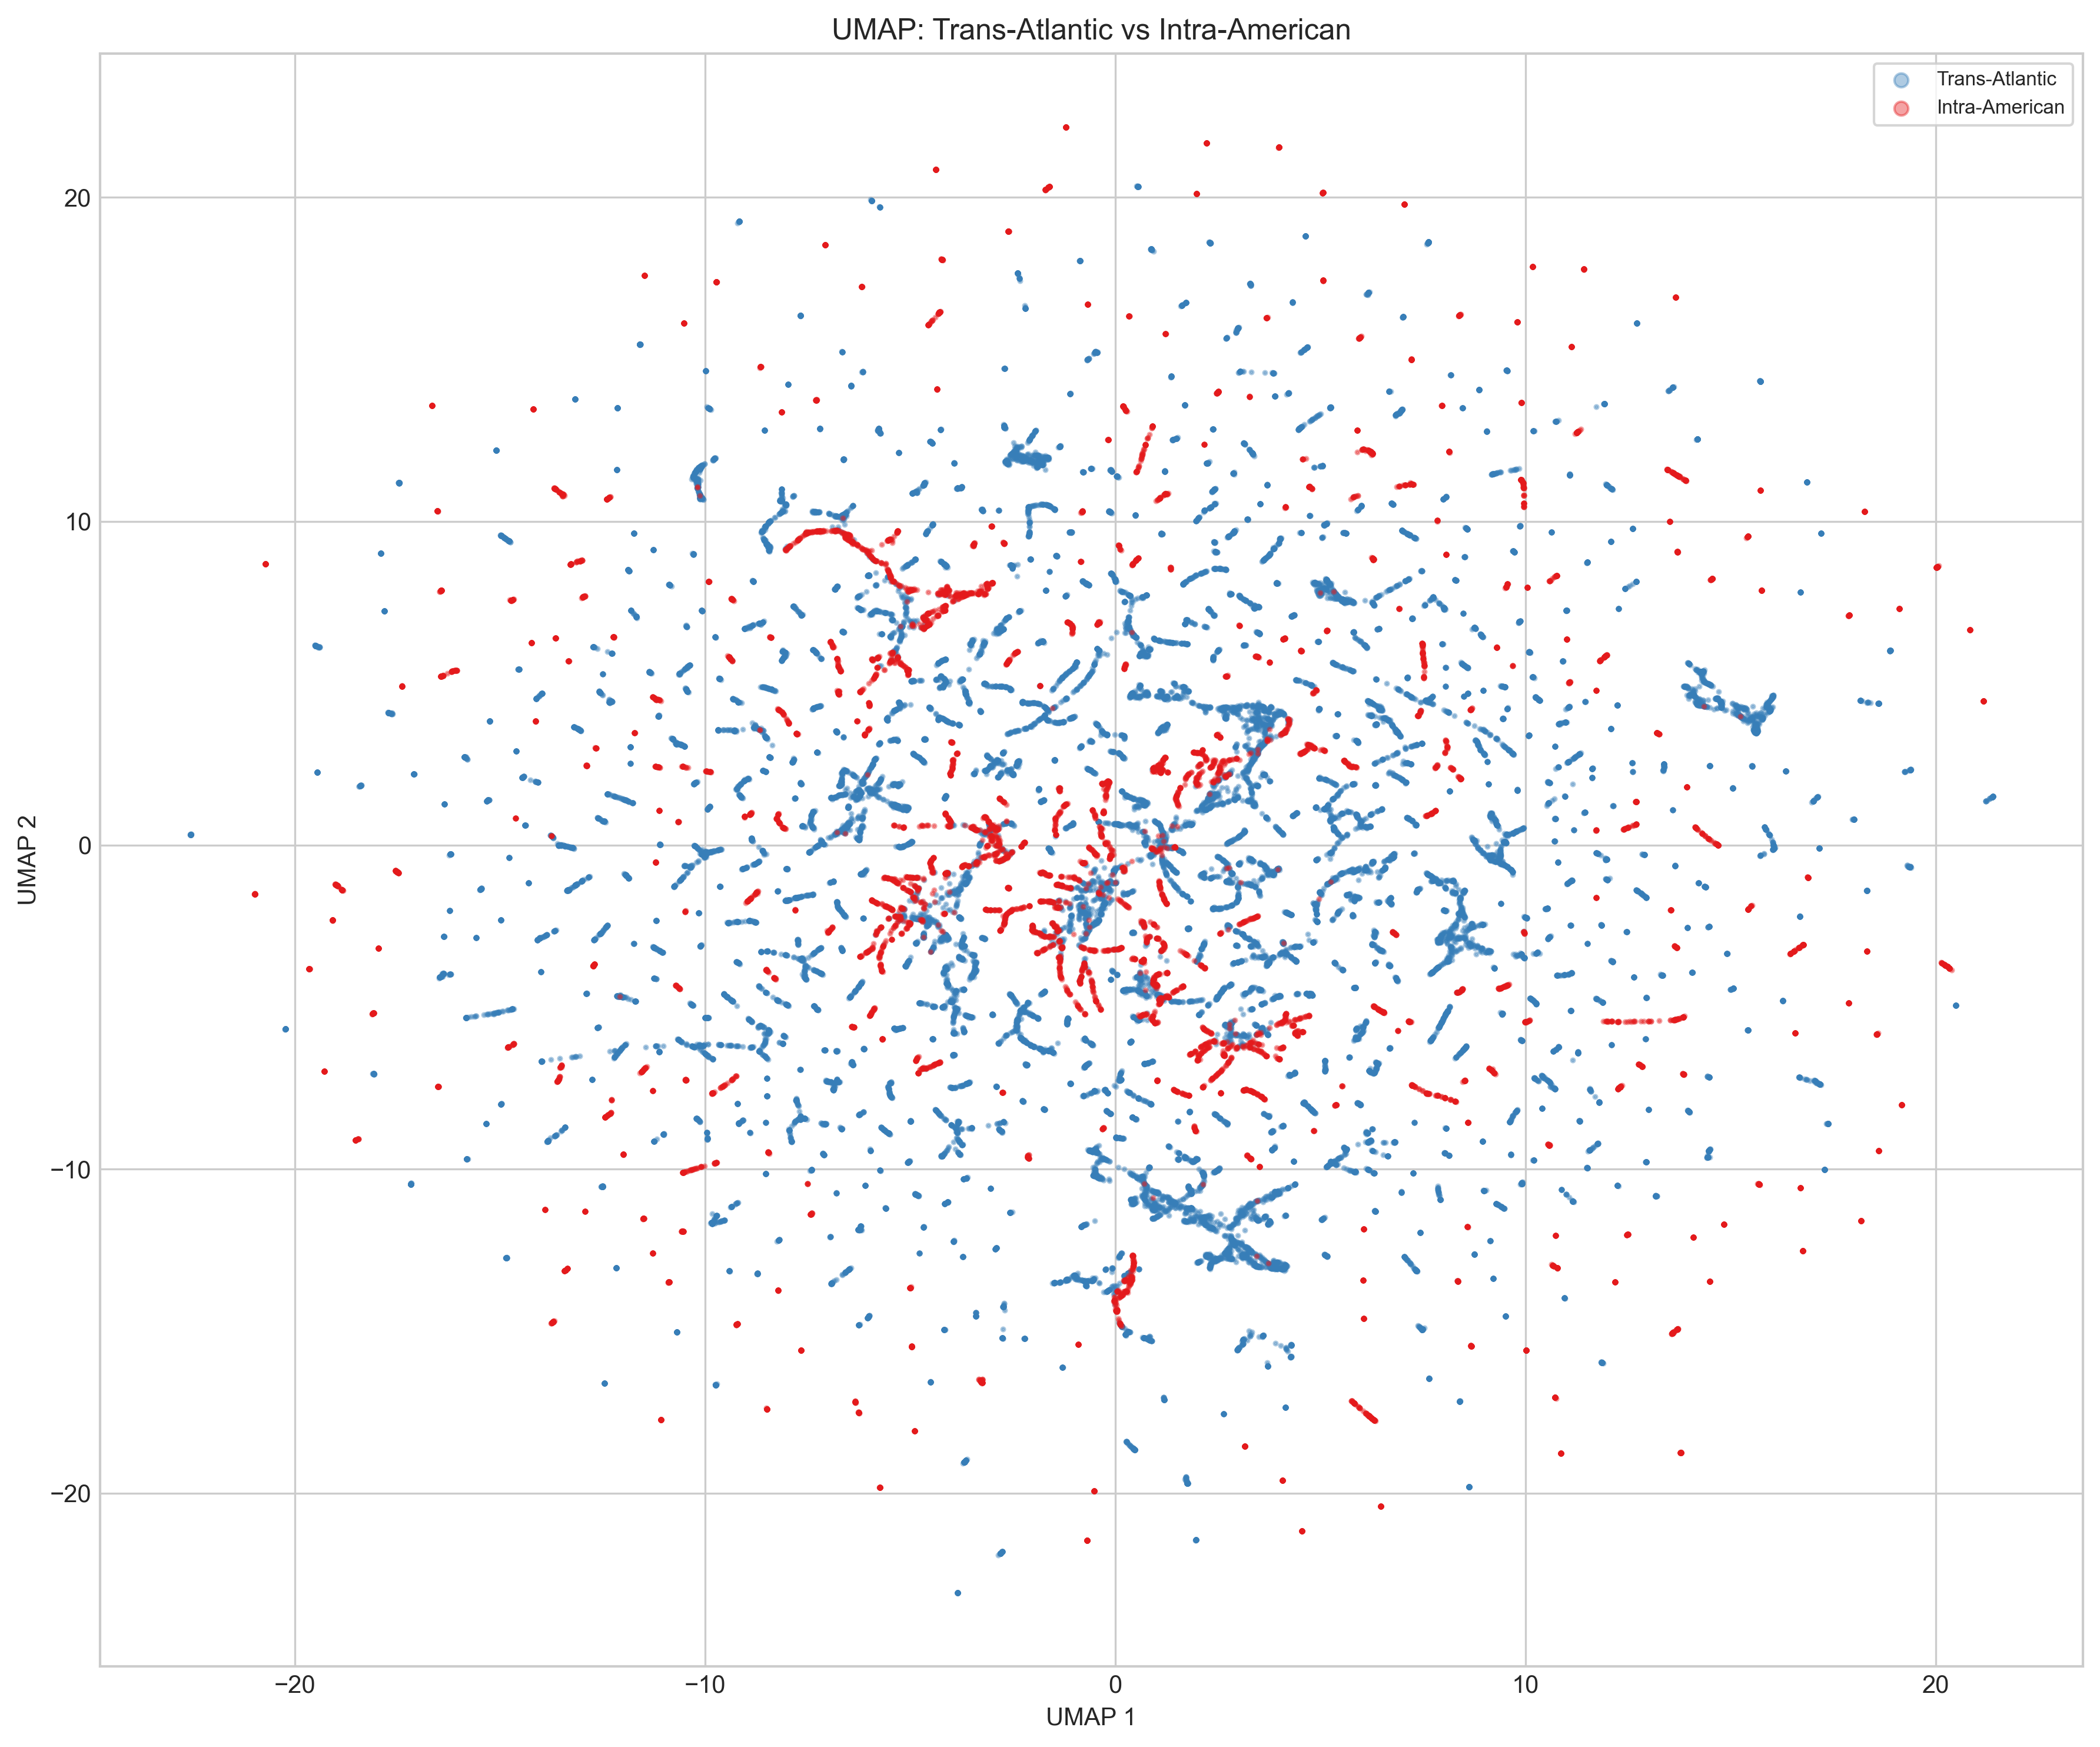 UMAP: Trans-Atlantic vs Intra-American
Trans-Atlantic
Intra-American
20
10
0
−10
−20
UMAP 2
−20
−10
0
10
20
UMAP 1